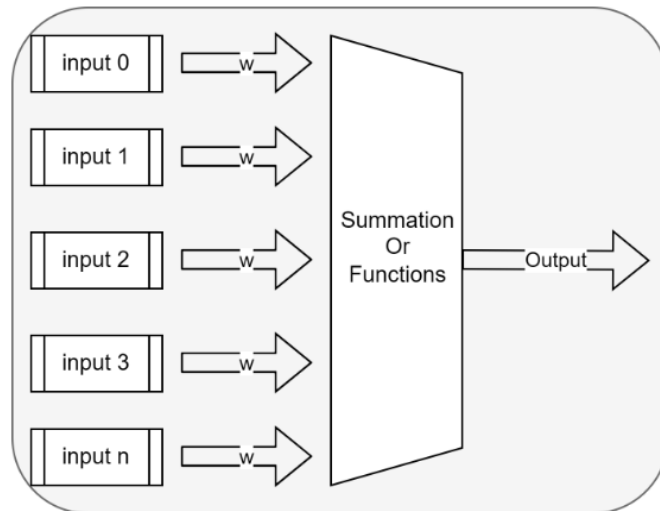 input 0
w
input 1
w
input 2
w
input 3
w
input n
w
Summation
Or
Functions
Output